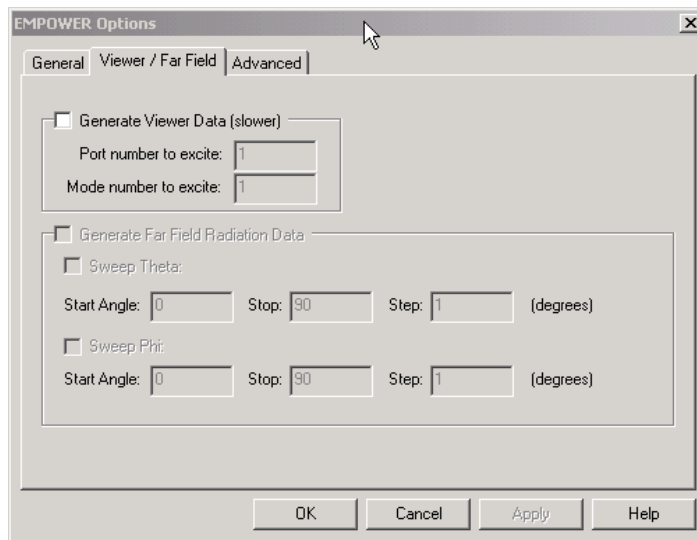 EMPOWER Options
General Viewer / Far Field Advanced
Generate Viewer Data (slower)
Port number to excite: 1
Mode number to excite: 1
Generate Far Field Radiation Data
Sweep Theta:
Start Angle: 0 Stop: 90 Step: 1 (degrees)
Sweep Phi:
Start Angle: 0 Stop: 90 Step: 1 (degrees)
OK Cancel Apply Help